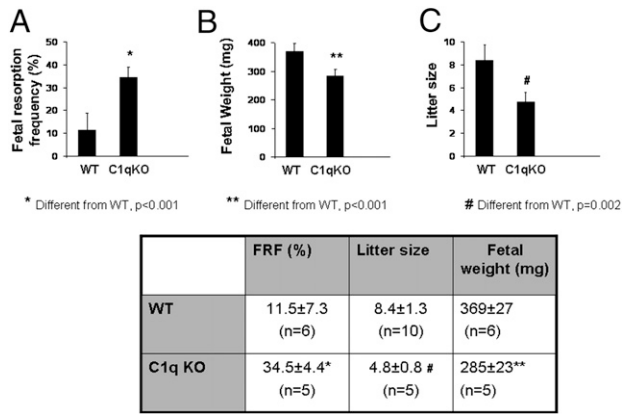 A
Fetal resorption
frequency (%)
50
40
30
20
10
0
*
WT C1qKO
* Different from WT, p<0.001
B
Fetal Weight (mg)
400
300
200
300
0
**
WT C1qKO
** Different from WT, p<0.001
C
Litter size
10
8
6
4
2
0
#
WT C1qKO
# Different from WT, p=0.002
FRF (%) Litter size Fetal
weight (mg)
WT 11.5±7.3 8.4±1.3 369±27
(n=6) (n=10) (n=6)
C1q KO 34.5±4.4* 4.8±0.8 # 285±23**
(n=5) (n=5) (n=5)